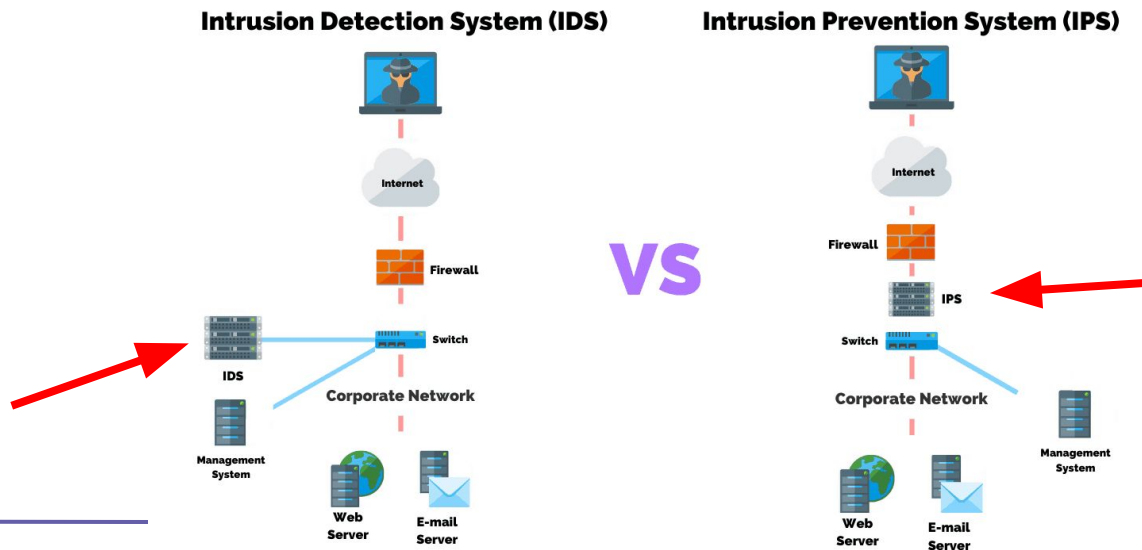 Intrusion Detection System (IDS)
Internet
Firewall
Switch
IDS
Corporate Network
Management
System
Web
Server
E-mail
Server
VS
Intrusion Prevention System (IPS)
Internet
Firewall
IPS
Switch
Corporate Network
Management
System
Web
Server
E-mail
Server